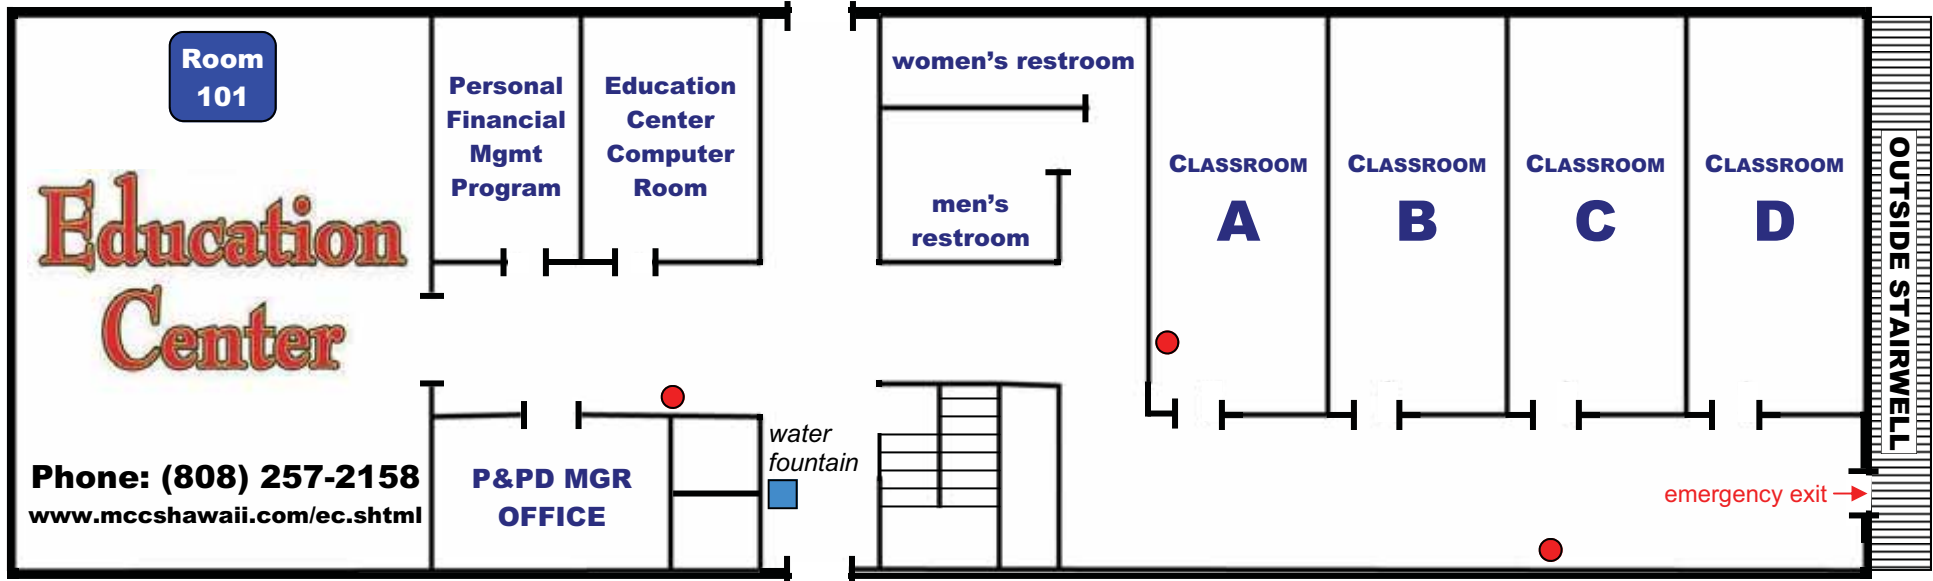 Room
101
Education
Center
Phone: (808) 257-2158
www.mccshawaii.com/ec.shtml
Personal
Financial
Mgmt
Program
Education
Center
Computer
Room
P&PD MGR
OFFICE
water
fountain
women's restroom
men's
restroom
CLASSROOM
A
CLASSROOM
B
CLASSROOM
C
CLASSROOM
D
emergency exit
OUTSIDE STAIRWELL